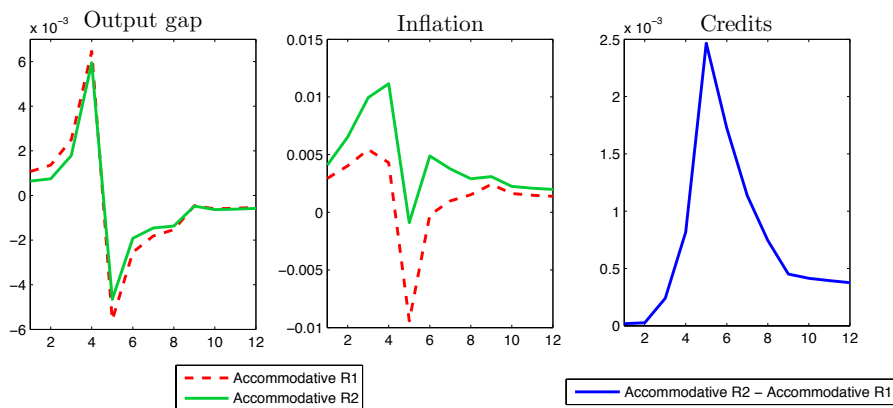 Output gap
Inflation
Credits
x 10⁻³
6
4
2
0
−2
−4
−6
2 4 6 8 10 12
0.015
0.01
0.005
0
−0.005
−0.01
2 4 6 8 10 12
x 10⁻³
2.5
2
1.5
1
0.5
0
2 4 6 8 10 12
Accommodative R1
Accommodative R2
Accommodative R2 − Accommodative R1